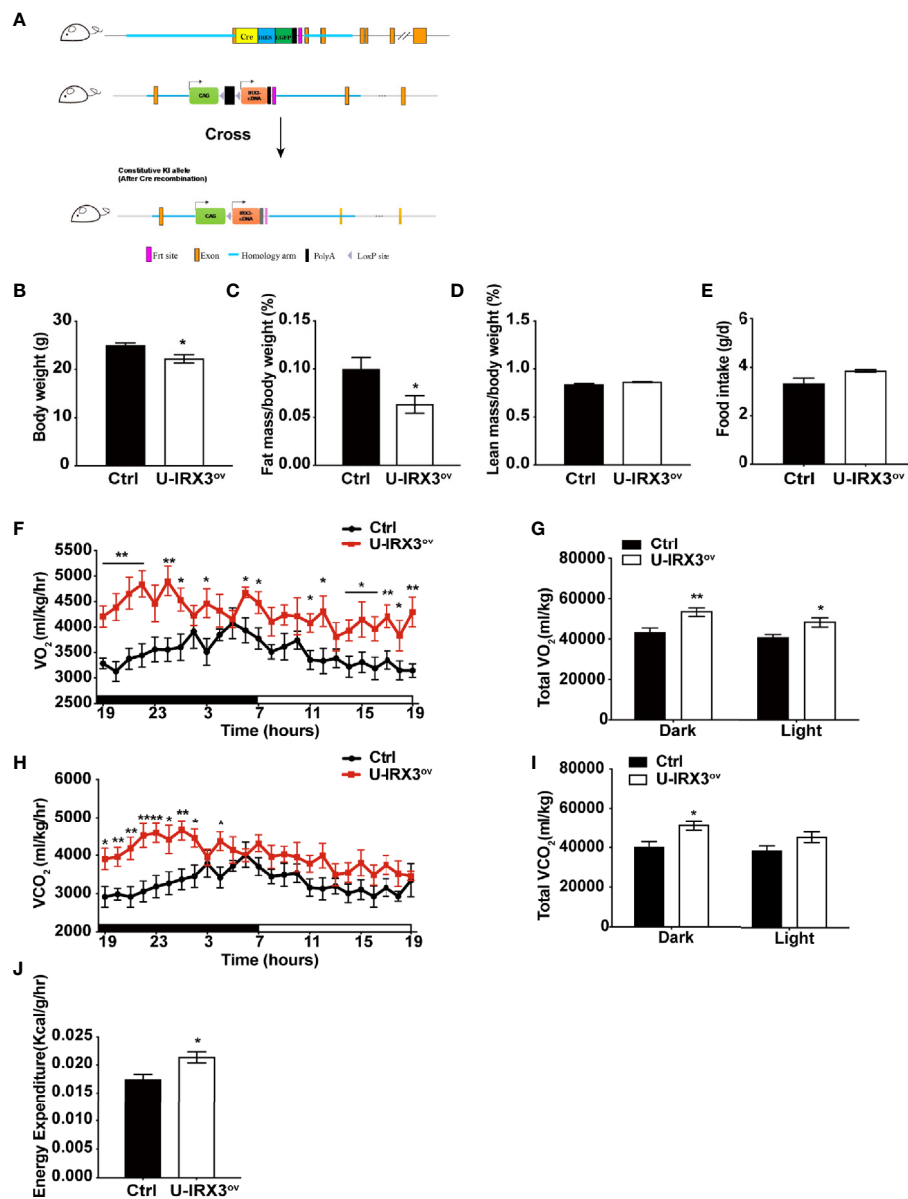 A
Cre IRES EGFP
CAG IRX3-cDNA
Cross
Constitutive KI allele
(After Cre recombination)
CAG IRX3-cDNA
Frt site Exon Homology arm PolyA LoxP site
B
Body weight (g)
30
20
10
0
*
Ctrl U-IRX3ov
C
Fat mass/body weight (%)
0.15
0.10
0.05
0.00
*
Ctrl U-IRX3ov
D
Lean mass/body weight (%)
1.5
1.0
0.5
0.0
Ctrl U-IRX3ov
E
Food intake (g/d)
6
4
2
0
Ctrl U-IRX3ov
F
Ctrl
U-IRX3ov
VO2 (ml/kg/hr)
5500
5000
4500
4000
3500
3000
2500
** ** * * * * * * * ** * **
19 23 3 7 11 15 19
Time (hours)
G
Ctrl
U-IRX3ov
Total VO2(ml/kg)
80000
60000
40000
20000
0
** *
Dark Light
H
Ctrl
U-IRX3ov
VCO2 (ml/kg/hr)
6000
5000
4000
3000
2000
* ** ** ** ** * ** * *
19 23 3 7 11 15 19
Time (hours)
I
Ctrl
U-IRX3ov
Total VCO2(ml/kg)
80000
60000
40000
20000
0
*
Dark Light
J
Energy Expenditure(Kcal/g/hr)
0.025
0.020
0.015
0.010
0.005
0.000
*
Ctrl U-IRX3ov